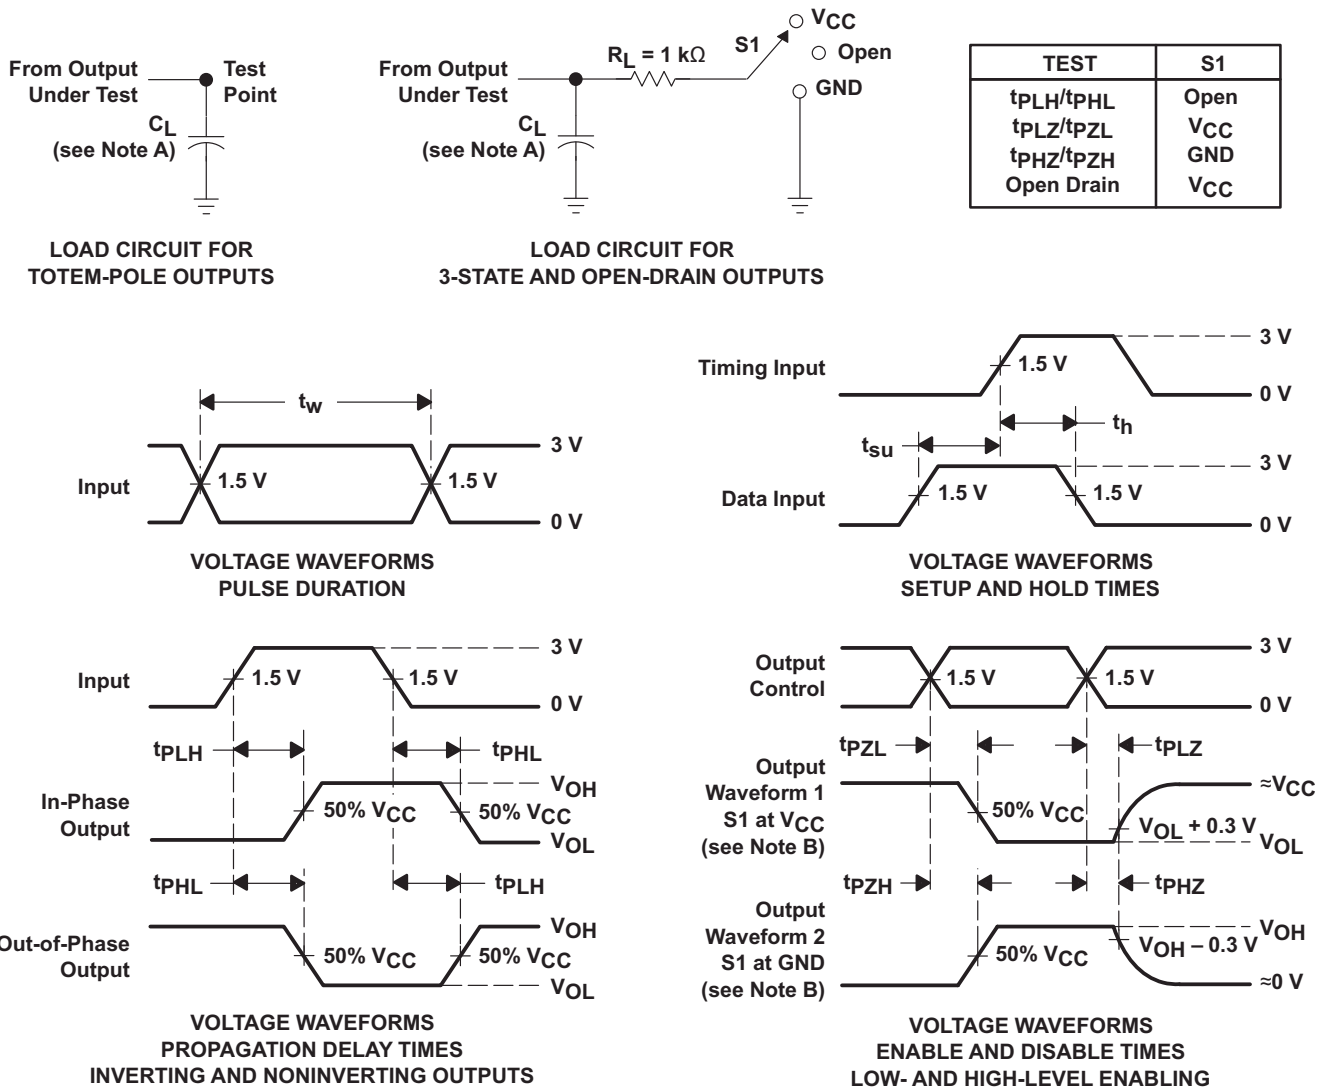 From Output
Under Test
Test
Point
CL
(see Note A)
LOAD CIRCUIT FOR
TOTEM-POLE OUTPUTS
From Output
Under Test
RL = 1 kΩ
S1
VCC
Open
GND
CL
(see Note A)
LOAD CIRCUIT FOR
3-STATE AND OPEN-DRAIN OUTPUTS
TEST S1
tPLH/tPHL Open
tPLZ/tPZL VCC
tPHZ/tPZH GND
Open Drain VCC
tw
Input
1.5 V
1.5 V
3 V
0 V
VOLTAGE WAVEFORMS
PULSE DURATION
Timing Input
1.5 V
3 V
0 V
tsu
th
Data Input
1.5 V
1.5 V
3 V
0 V
VOLTAGE WAVEFORMS
SETUP AND HOLD TIMES
Input
1.5 V
1.5 V
3 V
0 V
tPLH
tPHL
In-Phase
Output
50% VCC
50% VCC
VOH
VOL
tPHL
tPLH
Out-of-Phase
Output
50% VCC
50% VCC
VOH
VOL
VOLTAGE WAVEFORMS
PROPAGATION DELAY TIMES
INVERTING AND NONINVERTING OUTPUTS
Output
Control
1.5 V
1.5 V
3 V
0 V
tPZL
tPLZ
Output
Waveform 1
S1 at VCC
(see Note B)
50% VCC
VOL + 0.3 V
≈VCC
VOL
tPZH
tPHZ
Output
Waveform 2
S1 at GND
(see Note B)
50% VCC
VOH – 0.3 V
VOH
≈0 V
VOLTAGE WAVEFORMS
ENABLE AND DISABLE TIMES
LOW- AND HIGH-LEVEL ENABLING